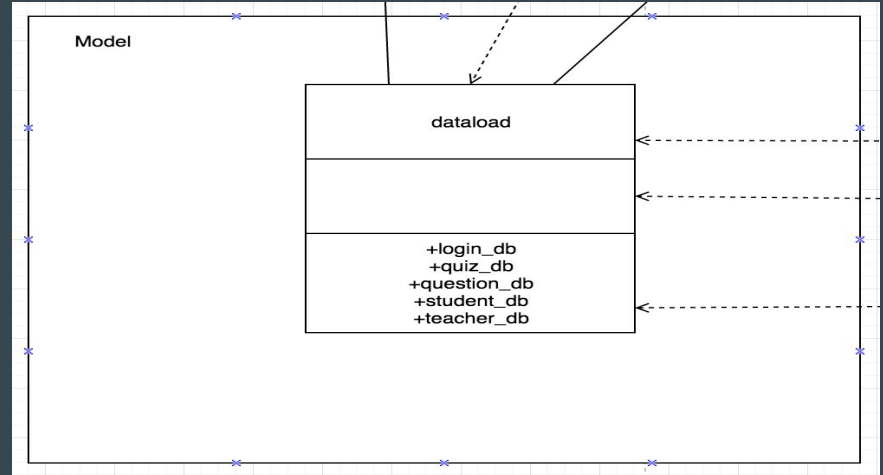 Model
dataload
+login_db
+quiz_db
+question_db
+student_db
+teacher_db